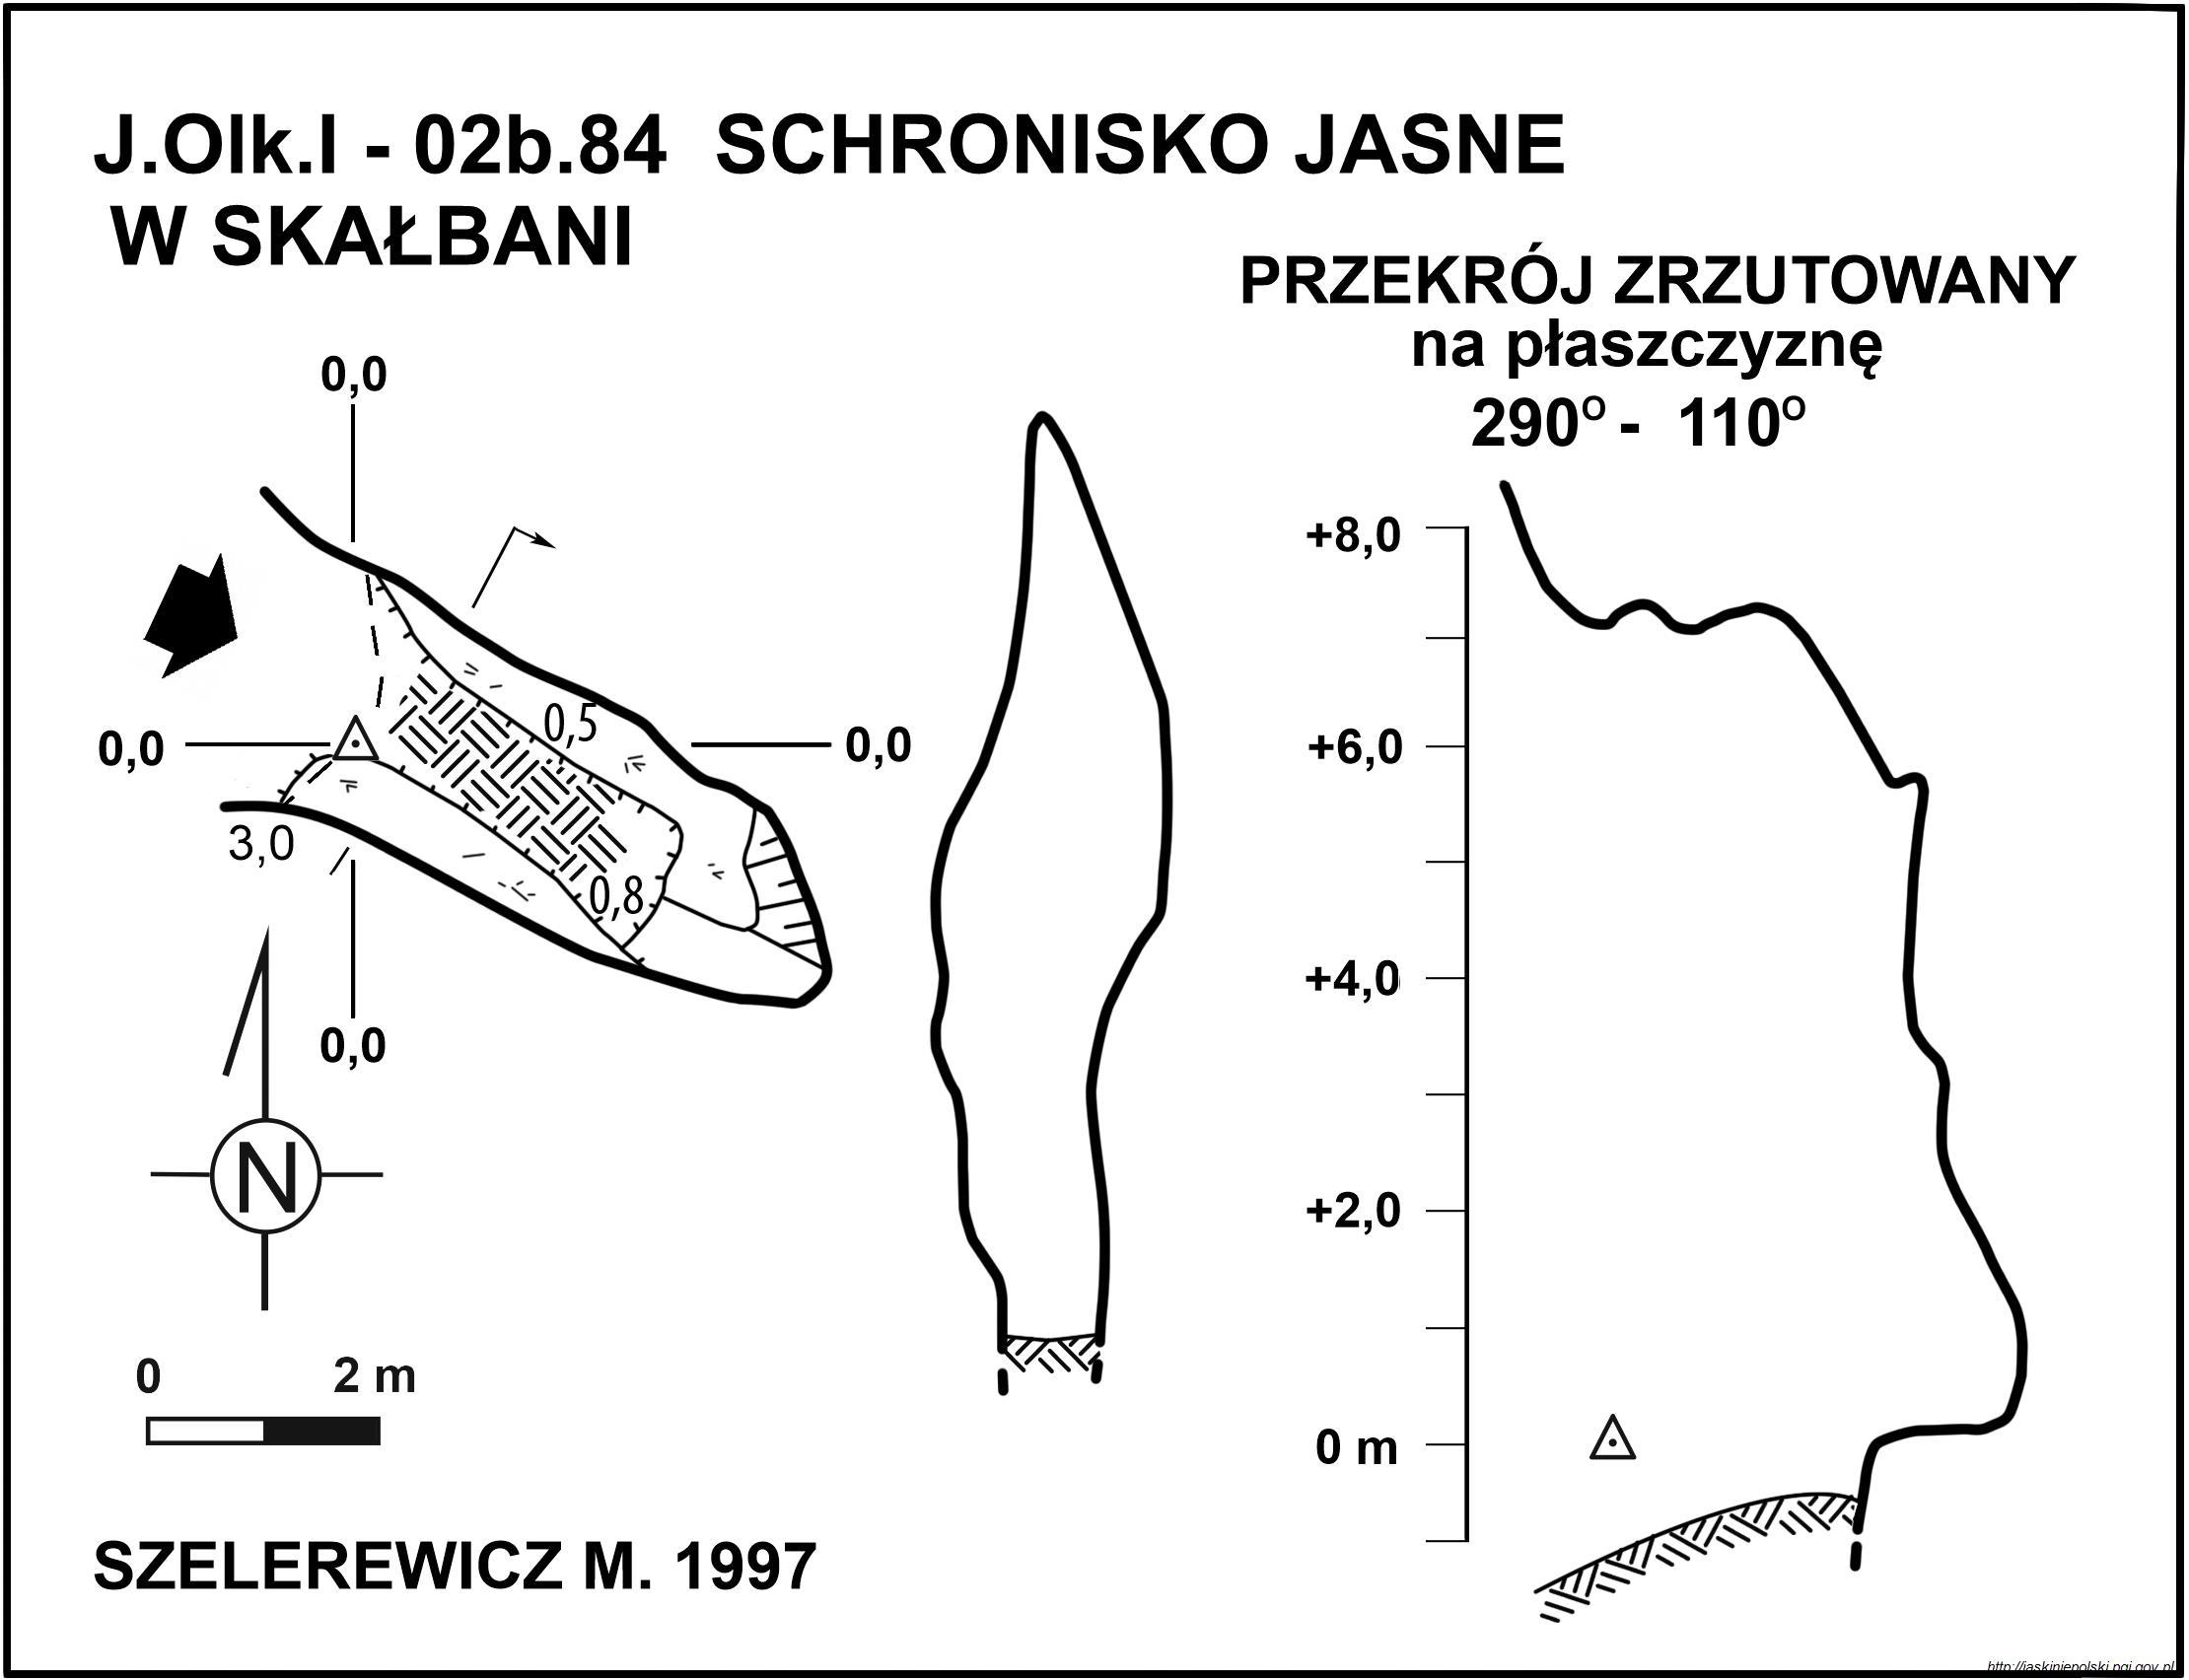 J.Olk.I - 02b.84 SCHRONISKO JASNE
W SKAŁBANI
PRZEKRÓJ ZRZUTOWANY
na płaszczyznę
290° - 110°
0,0
0,5
0,0
0,0
0,8
3,0
0,0
N
0
2 m
+8,0
+6,0
+4,0
+2,0
0 m
SZELEREWICZ M. 1997
http://jaskiniepolski.pgi.gov.pl